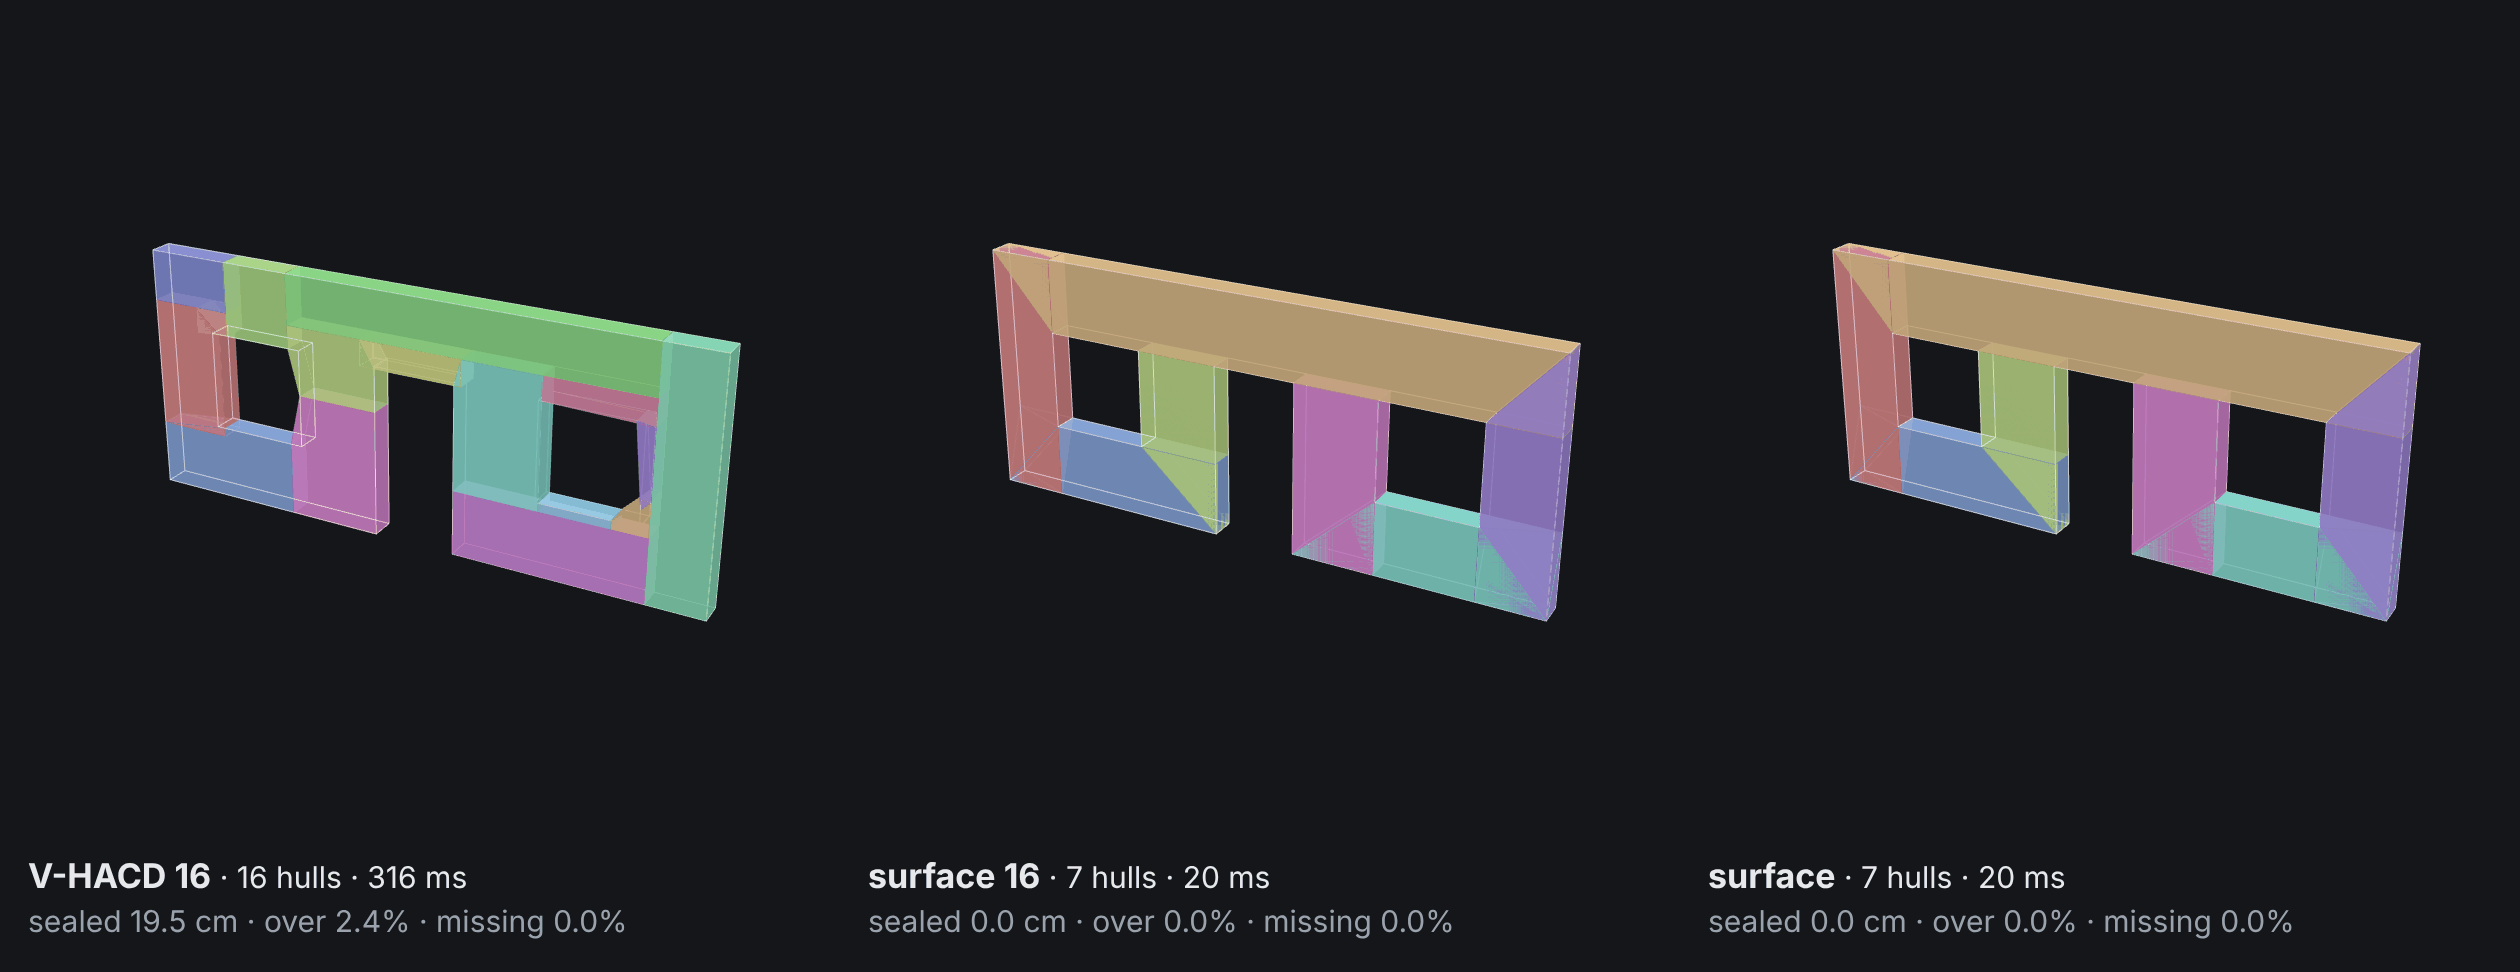 V-HACD 16 · 16 hulls · 316 ms
sealed 19.5 cm · over 2.4% · missing 0.0%
surface 16 · 7 hulls · 20 ms
sealed 0.0 cm · over 0.0% · missing 0.0%
surface · 7 hulls · 20 ms
sealed 0.0 cm · over 0.0% · missing 0.0%